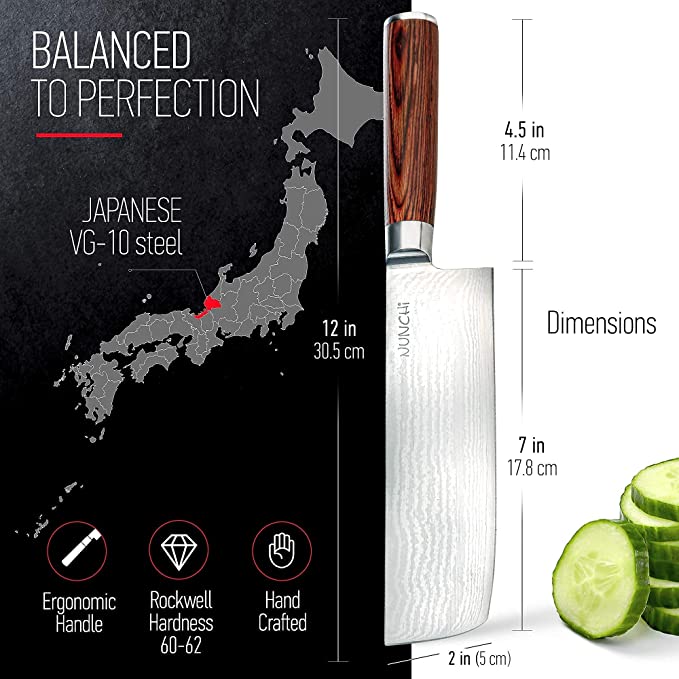 BALANCED
TO PERFECTION
JAPANESE
VG-10 steel
12 in
30.5 cm
4.5 in
11.4 cm
NUNCHi
Dimensions
7 in
17.8 cm
2 in (5 cm)
Ergonomic
Handle
Rockwell
Hardness
60-62
Hand
Crafted